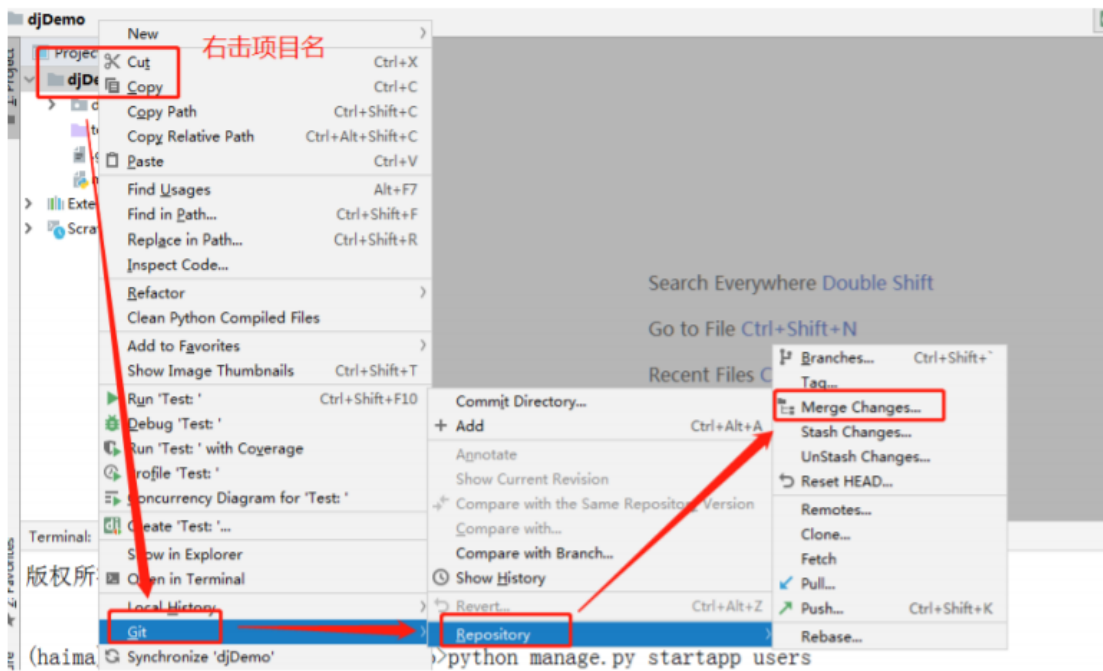 djDemo
New
右击项目名
Cut Ctrl+X
Copy Ctrl+C
Copy Path Ctrl+Shift+C
Copy Relative Path Ctrl+Alt+Shift+C
Paste Ctrl+V
Find Usages Alt+F7
Find in Path... Ctrl+Shift+F
Replace in Path... Ctrl+Shift+R
Inspect Code...
Refactor
Clean Python Compiled Files
Add to Favorites
Show Image Thumbnails Ctrl+Shift+T
Run 'Test: ' Ctrl+Shift+F10
Debug 'Test: '
Run 'Test: ' with Coverage
Profile 'Test: '
Concurrency Diagram for 'Test: '
Create 'Test: '...
Show in Explorer
Open in Terminal
Local History
Git
Synchronize 'djDemo'
Commit Directory...
Add Ctrl+Alt+A
Annotate
Show Current Revision
Compare with the Same Repository Version
Compare with...
Compare with Branch...
Show History
Revert... Ctrl+Alt+Z
Repository
Branches... Ctrl+Shift+`
Tag...
Merge Changes...
Stash Changes...
UnStash Changes...
Reset HEAD...
Remotes...
Clone...
Fetch
Pull...
Push... Ctrl+Shift+K
Rebase...
Search Everywhere Double Shift
Go to File Ctrl+Shift+N
Recent Files
Terminal:
版权所
(haima >python manage.py startapp users